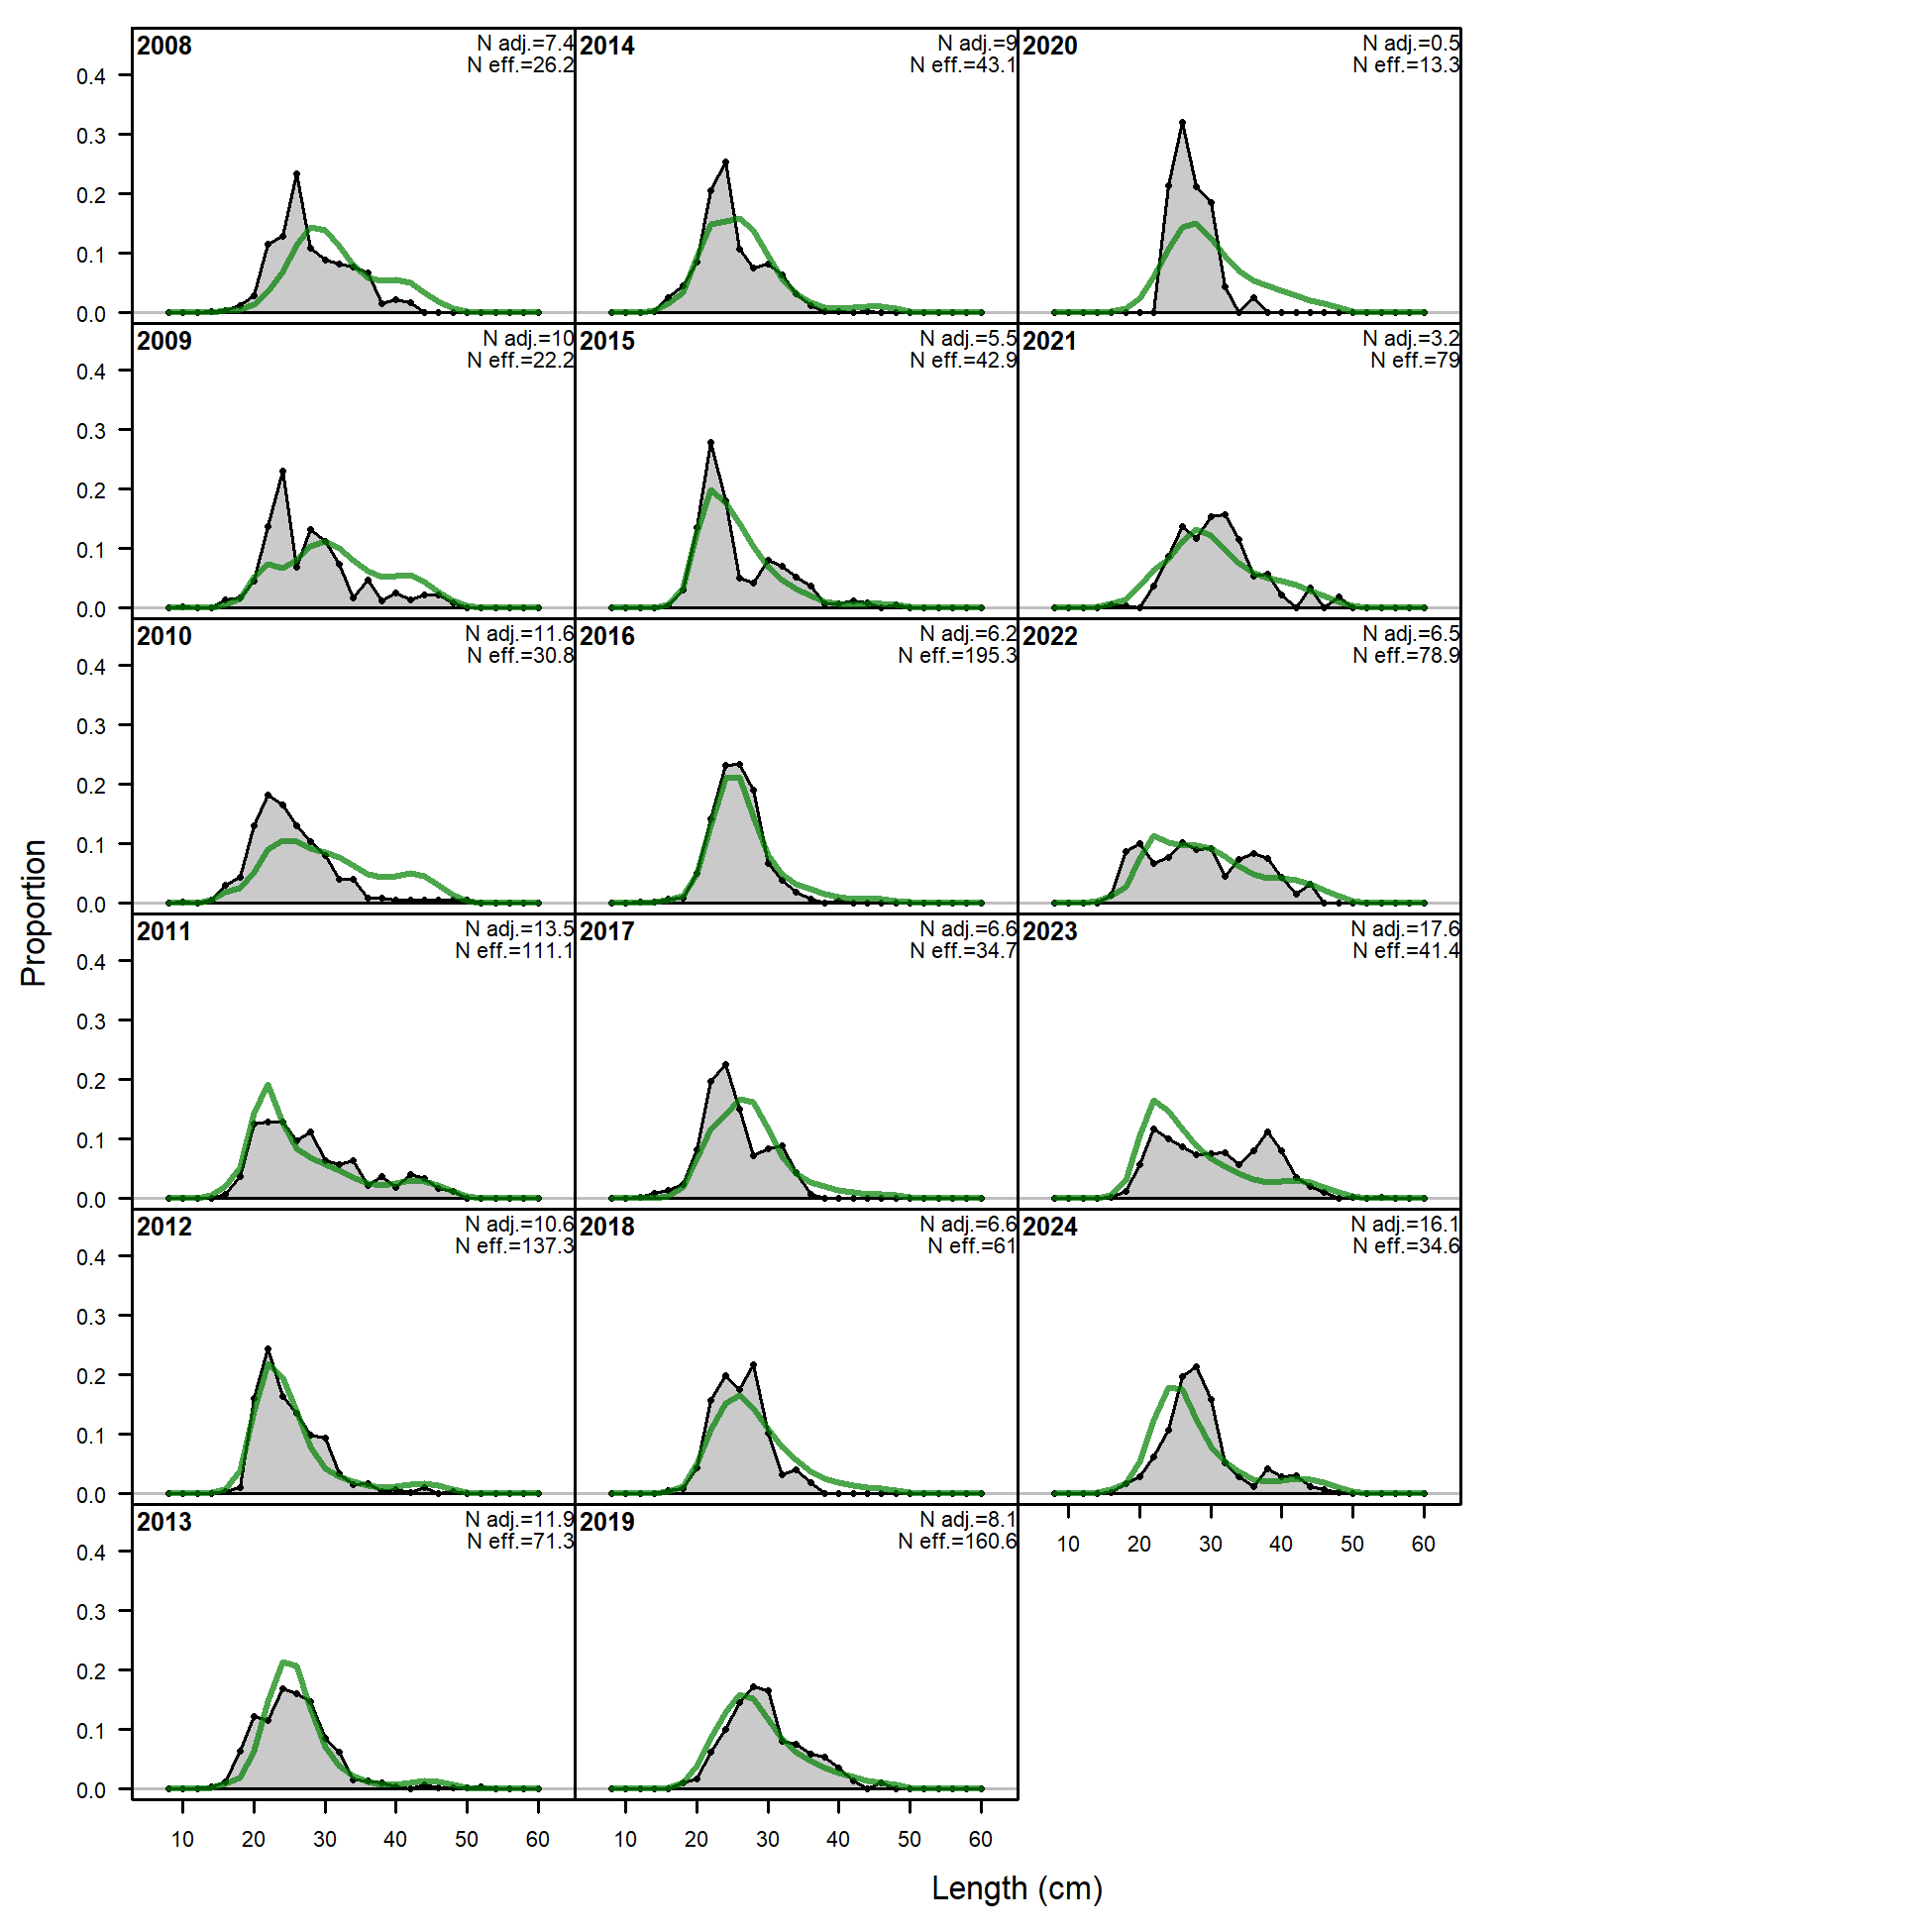 Proportion
2008
N adj.=7.4
N eff.=26.2
0.4
0.3
0.2
0.1
0.0
2014
N adj.=9
N eff.=43.1
2020
N adj.=0.5
N eff.=13.3
2009
N adj.=10
N eff.=22.2
0.4
0.3
0.2
0.1
0.0
2015
N adj.=5.5
N eff.=42.9
2021
N adj.=3.2
N eff.=79
2010
N adj.=11.6
N eff.=30.8
0.4
0.3
0.2
0.1
0.0
2016
N adj.=6.2
N eff.=195.3
2022
N adj.=6.5
N eff.=78.9
2011
N adj.=13.5
N eff.=111.1
0.4
0.3
0.2
0.1
0.0
2017
N adj.=6.6
N eff.=34.7
2023
N adj.=17.6
N eff.=41.4
2012
N adj.=10.6
N eff.=137.3
0.4
0.3
0.2
0.1
0.0
2018
N adj.=6.6
N eff.=61
2024
N adj.=16.1
N eff.=34.6
10 20 30 40 50 60
2013
N adj.=11.9
N eff.=71.3
0.4
0.3
0.2
0.1
0.0
2019
N adj.=8.1
N eff.=160.6
10 20 30 40 50 60
10 20 30 40 50 60
Length (cm)